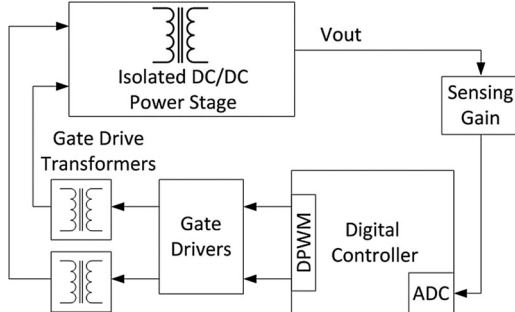 Isolated DC/DC
Power Stage
Vout
Sensing
Gain
Gate Drive
Transformers
Gate
Drivers
DPWM
Digital
Controller
ADC